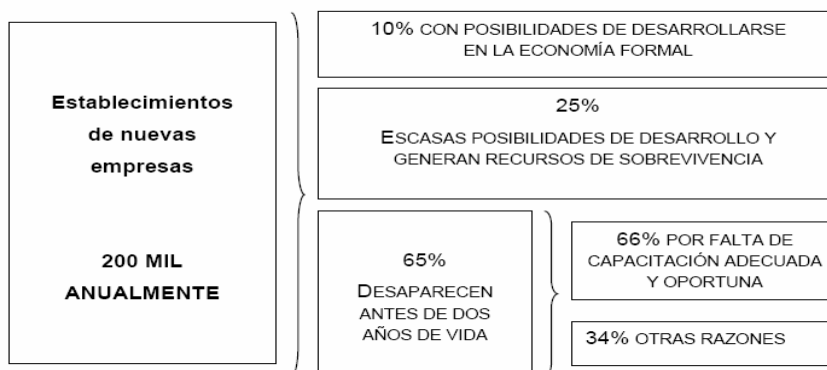 Establecimientos
de nuevas
empresas
200 MIL
ANUALMENTE
10% CON POSIBILIDADES DE DESARROLLARSE
EN LA ECONOMÍA FORMAL
25%
ESCASAS POSIBILIDADES DE DESARROLLO Y
GENERAN RECURSOS DE SOBREVIVENCIA
65%
DESAPARECEN
ANTES DE DOS
AÑOS DE VIDA
66% POR FALTA DE
CAPACITACIÓN ADECUADA
Y OPORTUNA
34% OTRAS RAZONES